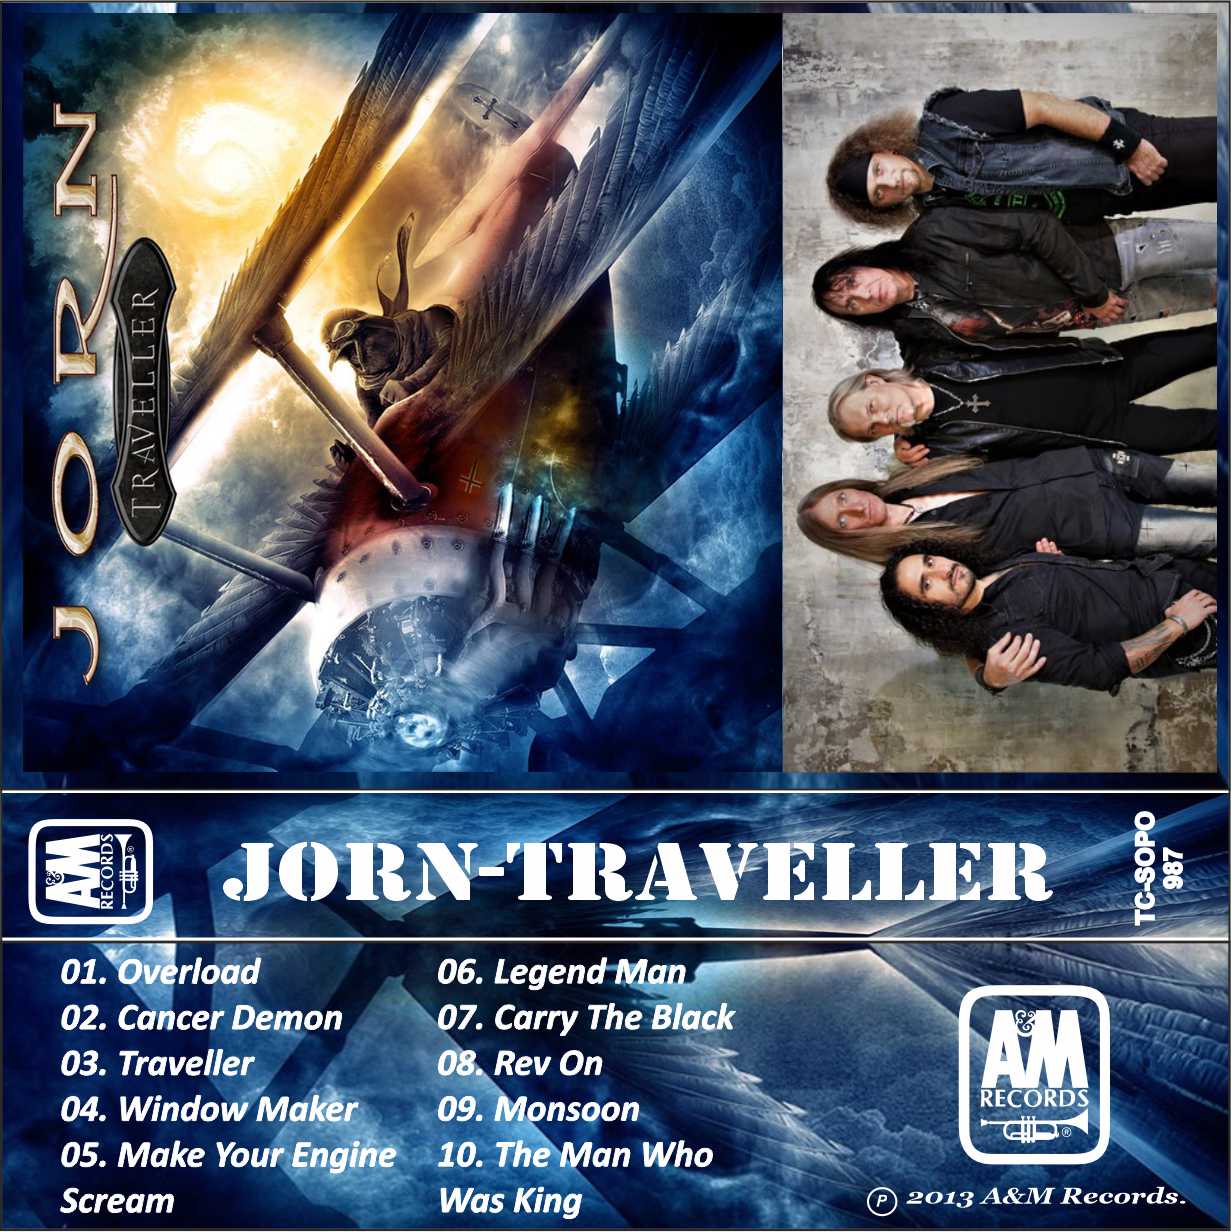 JORN
TRAVELLER
A&M
RECORDS
®
JORN-TRAVELLER
TC-SOPO
987
01. Overload
02. Cancer Demon
03. Traveller
04. Window Maker
05. Make Your Engine
Scream
06. Legend Man
07. Carry The Black
08. Rev On
09. Monsoon
10. The Man Who
Was King
A&M
RECORDS
®
℗ 2013 A&M Records.